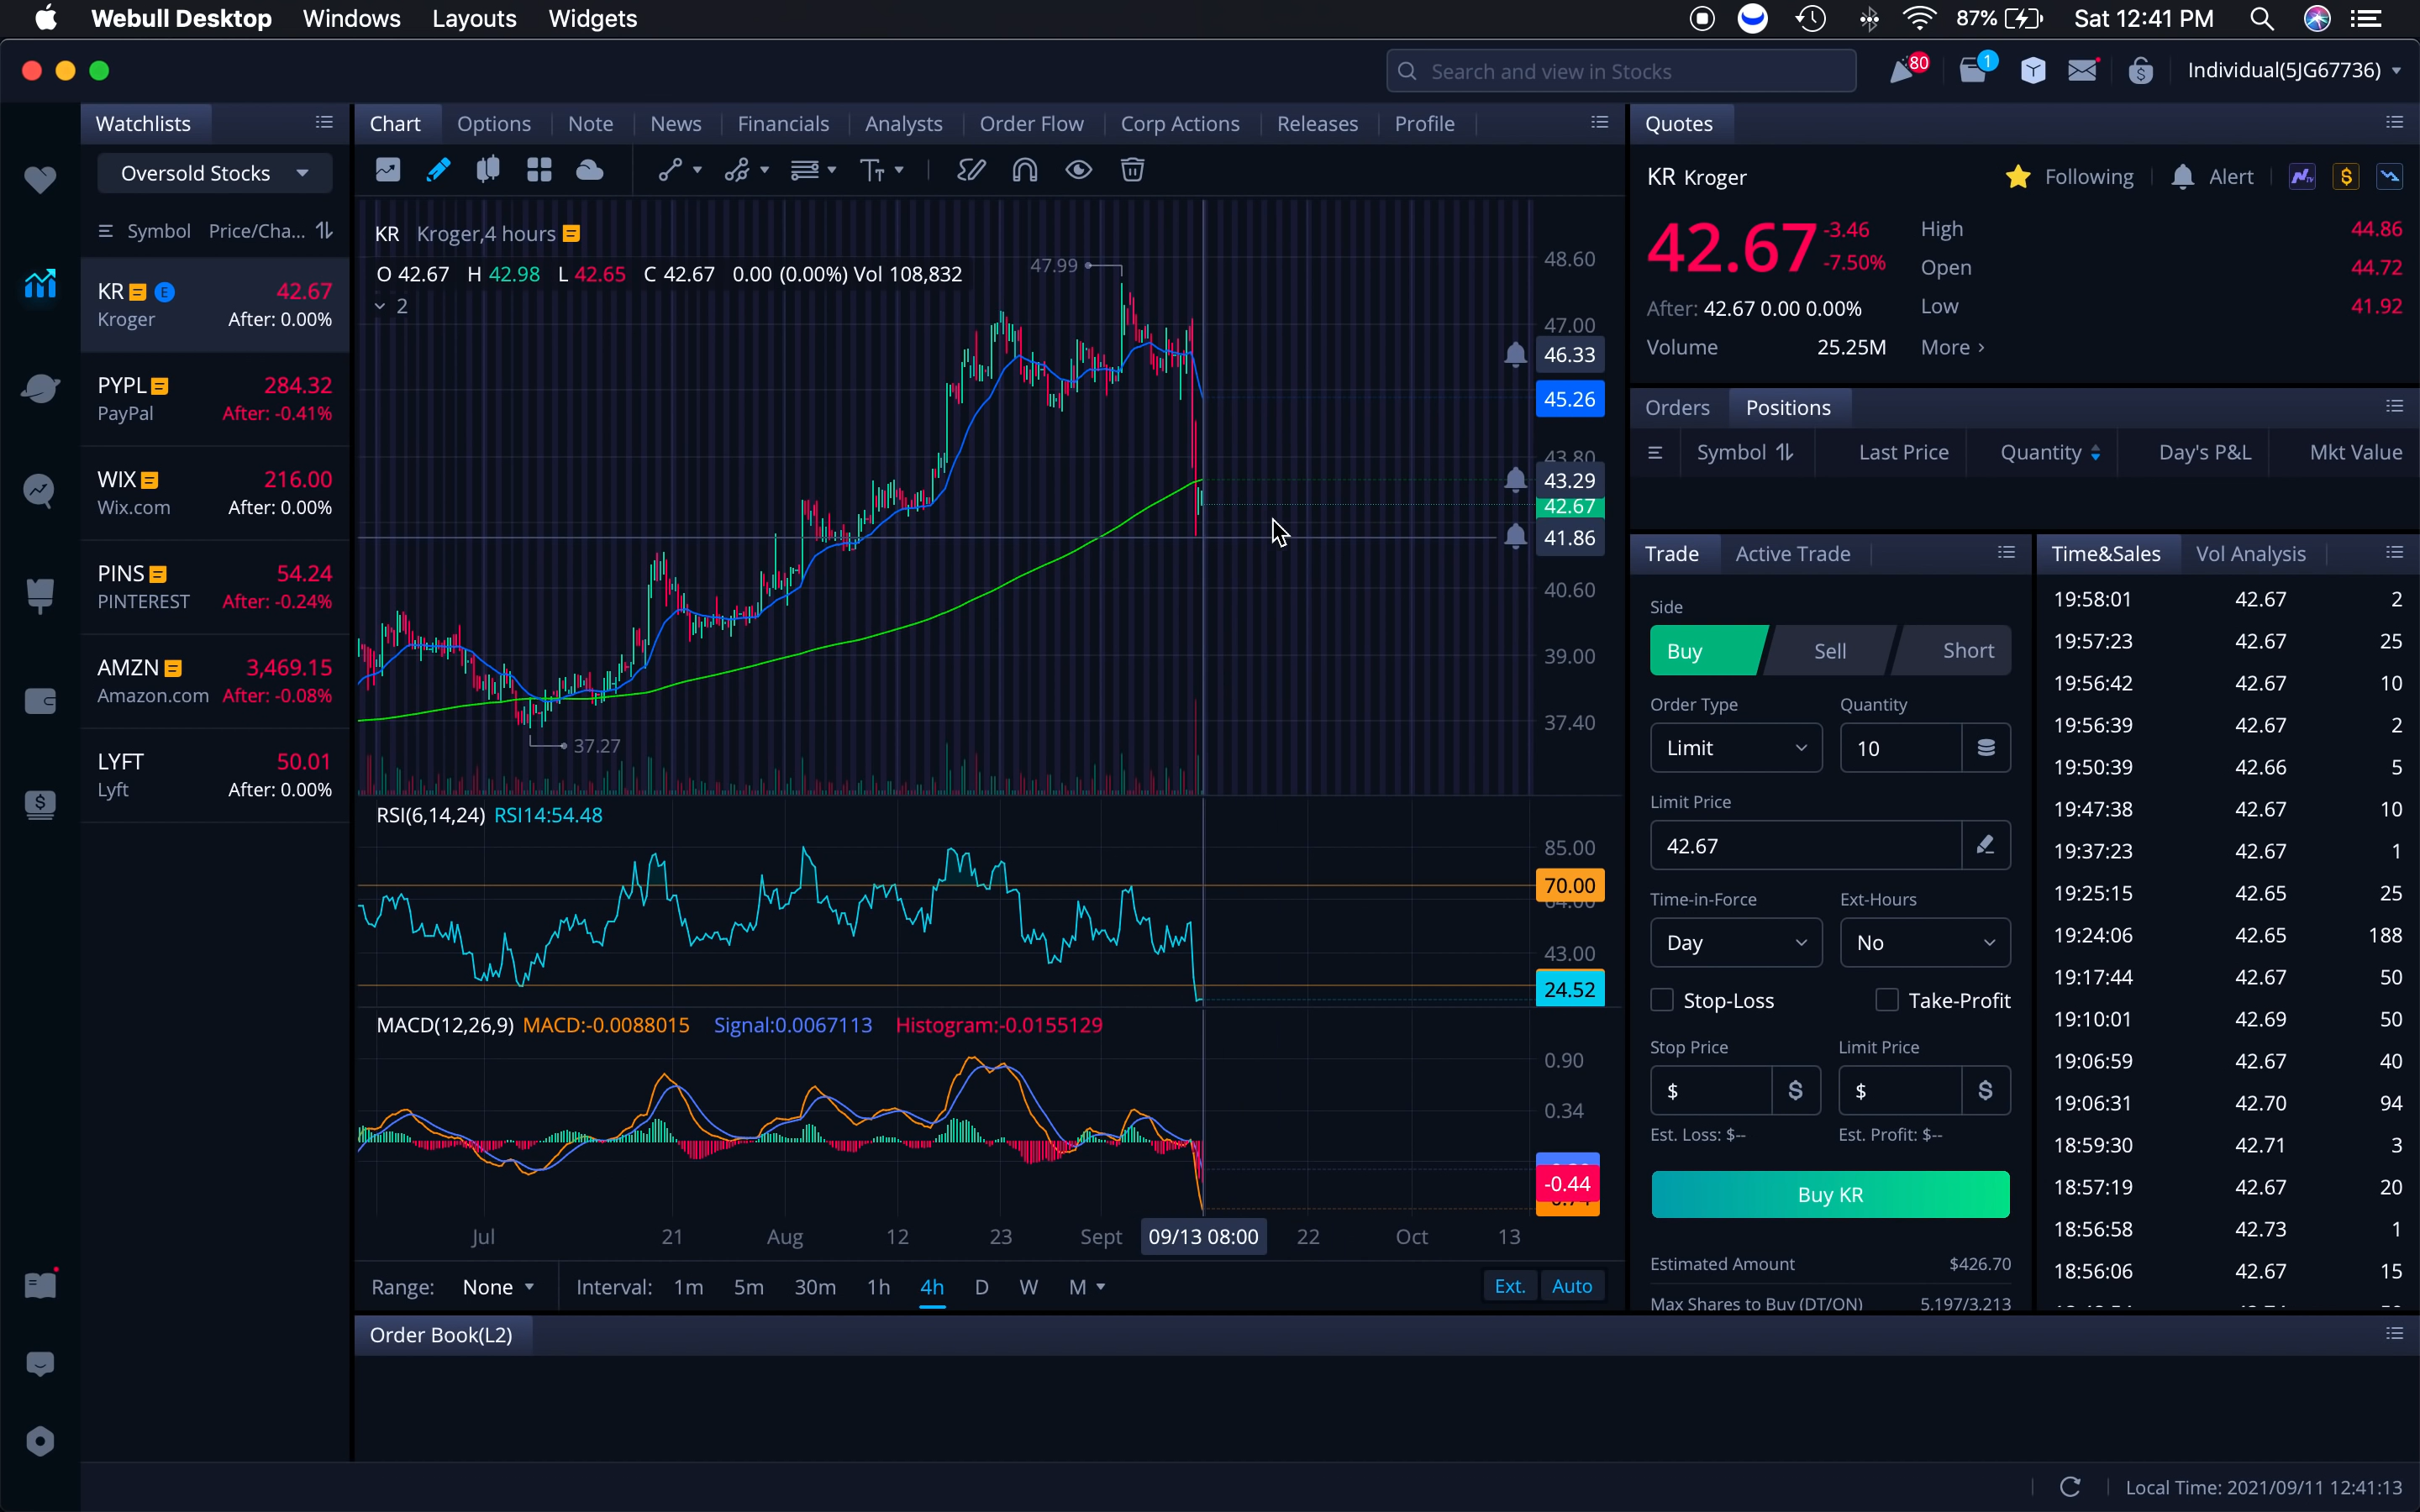 Webull Desktop Windows Layouts Widgets 87% Sat 12:41 PM
Search and view in Stocks 80 1 Individual(5JG67736)
Watchlists
Oversold Stocks
Symbol Price/Cha...
KR E 42.67
Kroger After: 0.00%
PYPL 284.32
PayPal After: -0.41%
WIX 216.00
Wix.com After: 0.00%
PINS 54.24
PINTEREST After: -0.24%
AMZN 3,469.15
Amazon.com After: -0.08%
LYFT 50.01
Lyft After: 0.00%
Chart Options Note News Financials Analysts Order Flow Corp Actions Releases Profile
KR Kroger,4 hours
O 42.67 H 42.98 L 42.65 C 42.67 0.00 (0.00%) Vol 108,832
2
47.99
37.27
48.60
47.00
46.33
45.26
43.80
43.29
42.67
41.86
40.60
39.00
37.40
RSI(6,14,24) RSI14:54.48
85.00
70.00
43.00
24.52
MACD(12,26,9) MACD:-0.0088015 Signal:0.0067113 Histogram:-0.0155129
0.90
0.34
-0.44
Jul 21 Aug 12 23 Sept 09/13 08:00 22 Oct 13
Range: None Interval: 1m 5m 30m 1h 4h D W M Ext. Auto
Order Book(L2)
Quotes
KR Kroger Following Alert
42.67 -3.46
-7.50%
After: 42.67 0.00 0.00%
Volume 25.25M
High 44.86
Open 44.72
Low 41.92
More ›
Orders Positions
Symbol Last Price Quantity Day's P&L Mkt Value
Trade Active Trade
Side
Buy Sell Short
Order Type Quantity
Limit 10
Limit Price
42.67
Time-in-Force Ext-Hours
Day No
Stop-Loss Take-Profit
Stop Price Limit Price
$ $ $ $
Est. Loss: $-- Est. Profit: $--
Buy KR
Estimated Amount $426.70
Max Shares to Buy (DT/ON) 5,197/3,213
Time&Sales Vol Analysis
19:58:01 42.67 2
19:57:23 42.67 25
19:56:42 42.67 10
19:56:39 42.67 2
19:50:39 42.66 5
19:47:38 42.67 10
19:37:23 42.67 1
19:25:15 42.65 25
19:24:06 42.65 188
19:17:44 42.67 50
19:10:01 42.69 50
19:06:59 42.67 40
19:06:31 42.70 94
18:59:30 42.71 3
18:57:19 42.67 20
18:56:58 42.73 1
18:56:06 42.67 15
Local Time: 2021/09/11 12:41:13